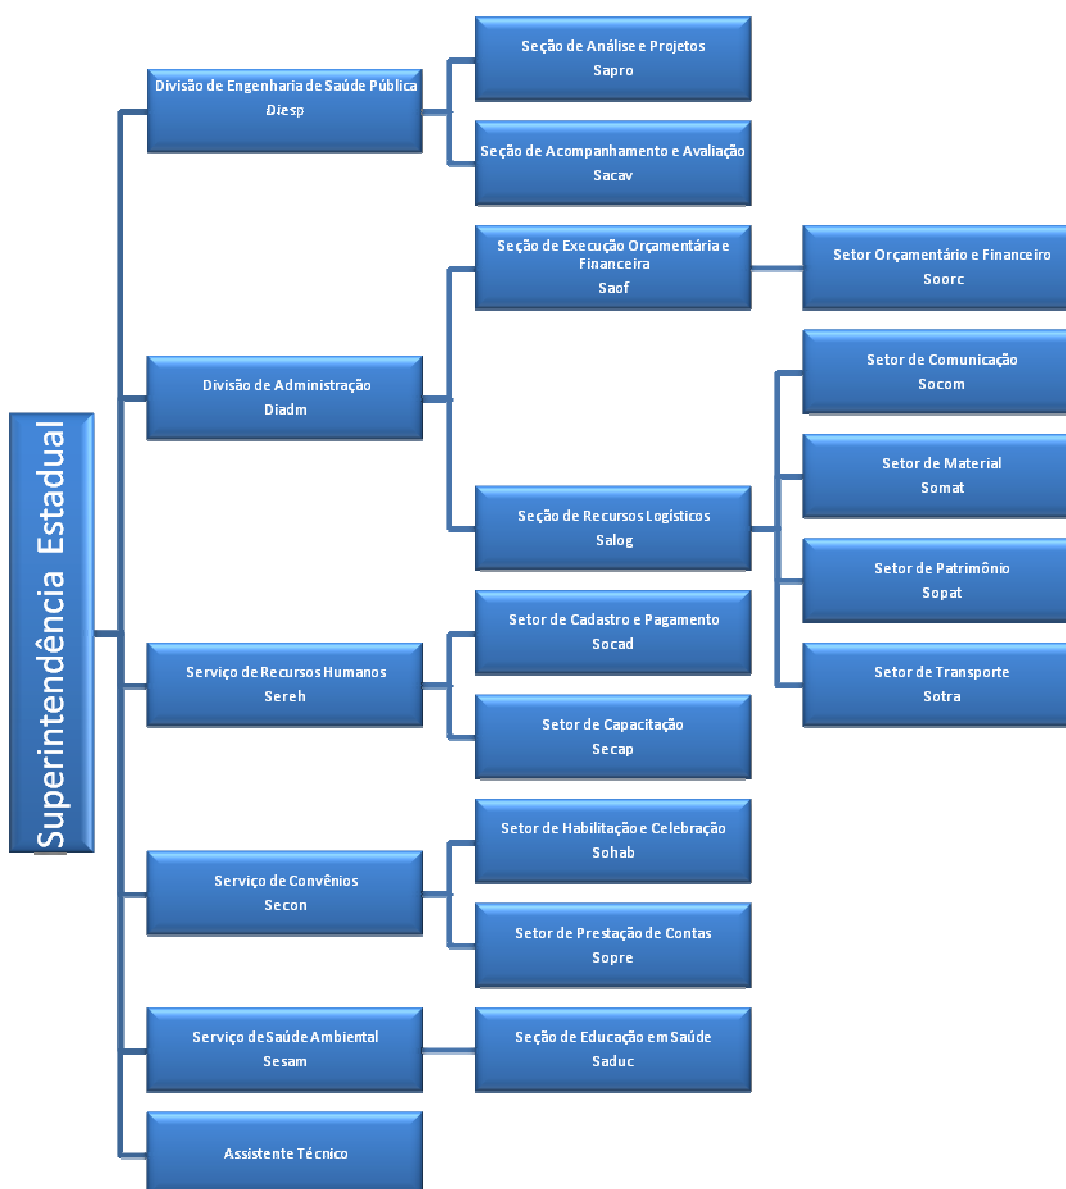 Superintendência Estadual
Divisão de Engenharia de Saúde Pública
Diesp
Seção de Análise e Projetos
Sapro
Seção de Acompanhamento e Avaliação
Sacav
Divisão de Administração
Diadm
Seção de Execução Orçamentária e
Financeira
Saof
Setor Orçamentário e Financeiro
Soorc
Seção de Recursos Logísticos
Salog
Setor de Comunicação
Socom
Setor de Material
Somat
Setor de Patrimônio
Sopat
Setor de Transporte
Sotra
Serviço de Recursos Humanos
Sereh
Setor de Cadastro e Pagamento
Socad
Setor de Capacitação
Secap
Serviço de Convênios
Secon
Setor de Habilitação e Celebração
Sohab
Setor de Prestação de Contas
Sopre
Serviço de Saúde Ambiental
Sesam
Seção de Educação em Saúde
Saduc
Assistente Técnico